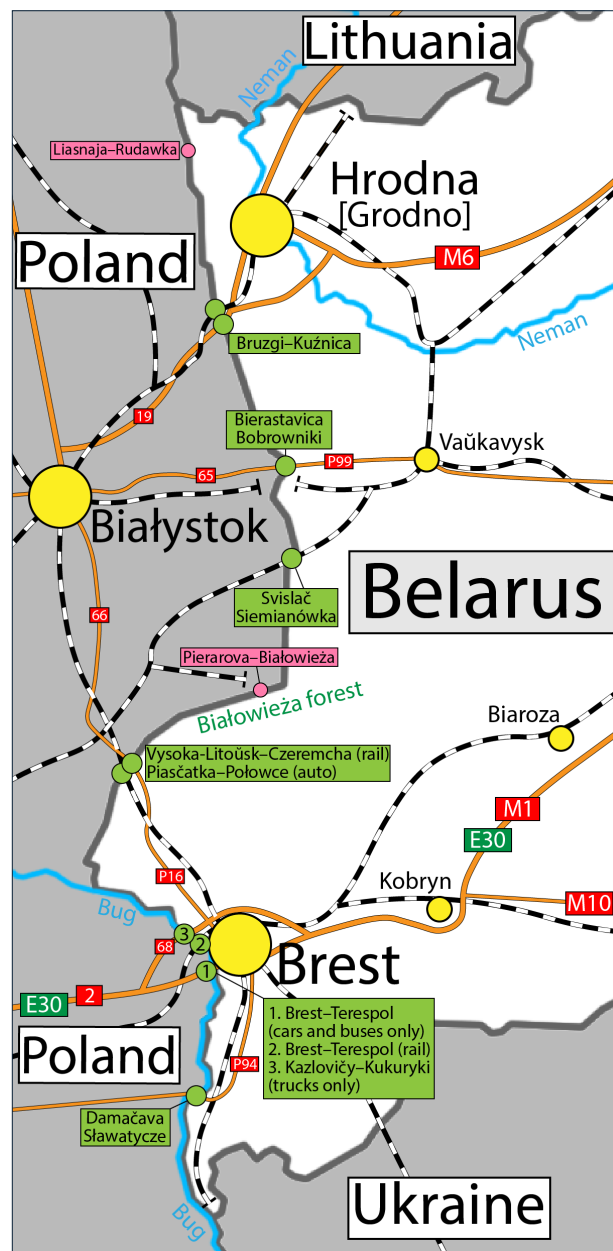 Lithuania
Neman
Liasnaja–Rudawka
Hrodna
[Grodno]
Poland
M6
Neman
Bruzgi–Kuźnica
19
Bierastavica
Bobrowniki
Vaŭkavysk
P99
65
Białystok
Belarus
Svislač
Siemianówka
66
Pierarova–Białowieża
Białowieża forest
Biaroza
Vysoka-Litoŭsk–Czeremcha (rail)
Piasčatka–Połowce (auto)
M1
E30
P16
Kobryn
M10
Bug
3
68
2
1
Brest
E30
2
1. Brest–Terespol
(cars and buses only)
2. Brest–Terespol (rail)
3. Kazlovičy–Kukuryki
(trucks only)
Poland
P94
Damačava
Sławatycze
Ukraine
Bug